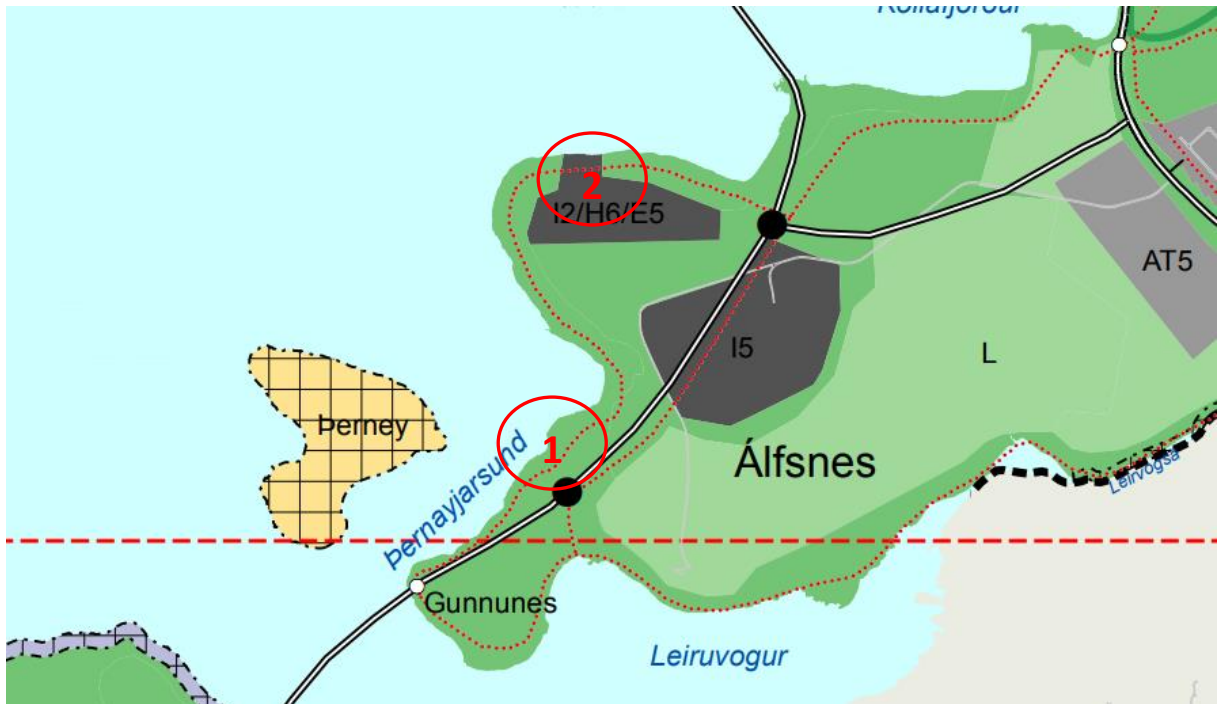 Kollafjörður
2
I2/H6/E5
AT5
I5
L
Þerney
1
Álfsnes
Þernayjarsund
Leirvogsá
Gunnunes
Leiruvogur